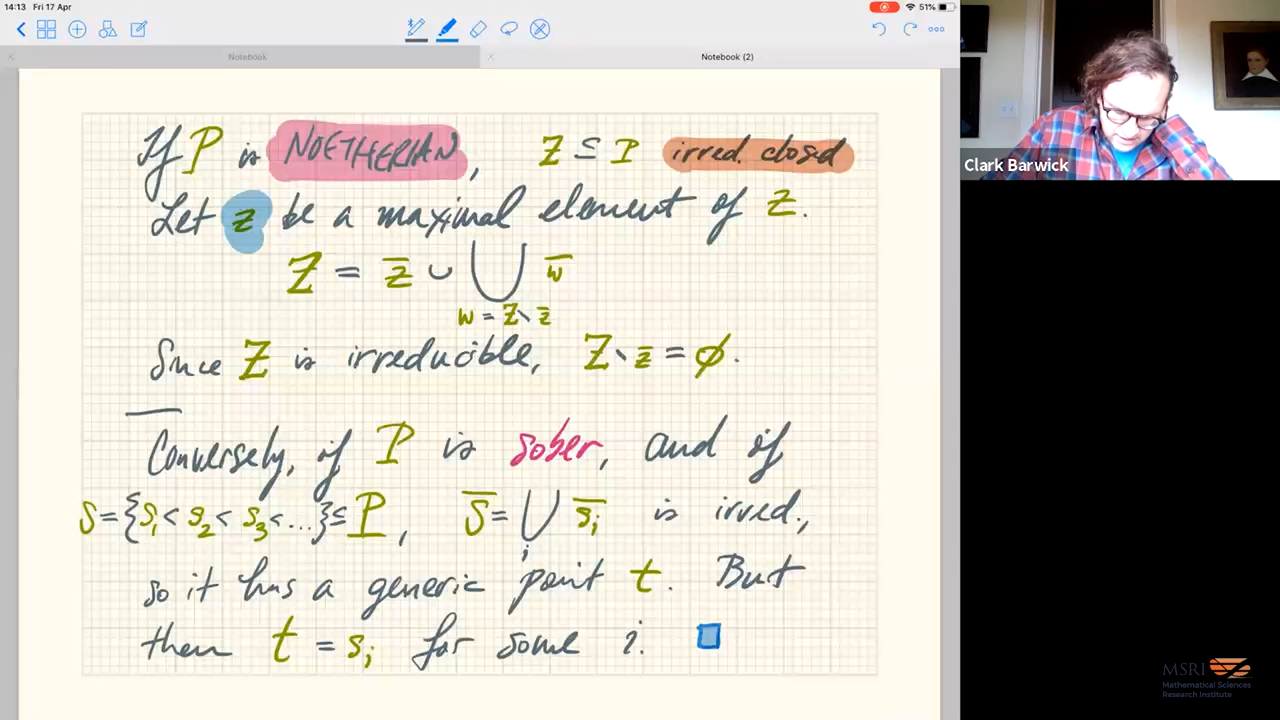 14:13 Fri 17 Apr
51%
Notebook
Notebook (2)
If P is NOETHERIAN, Z ⊆ P irred. closed
Let z be a maximal element of Z.
Z = z̄ ∪ ⋃ w̄
w = Z \ z̄
Since Z is irreducible, Z \ z̄ = ∅.
Conversely, if P is sober, and if
S = {s₁ < s₂ < s₃ < ...} ⊆ P, S̄ = ⋃ s̄ᵢ is irred.,
i
so it has a generic point t. But
then t = sᵢ for some i.
Clark Barwick
MSRI
Mathematical Sciences
Research Institute